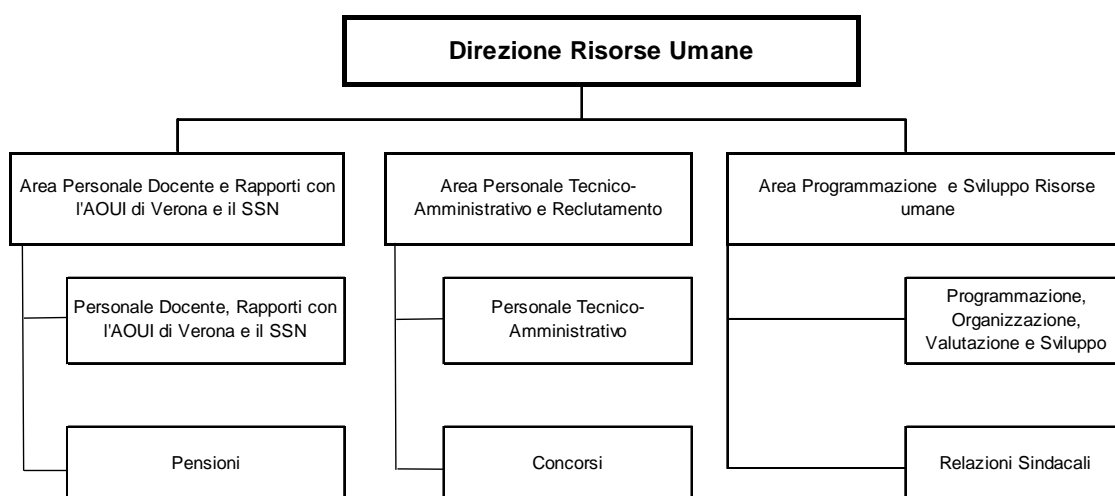 Direzione Risorse Umane
Area Personale Docente e Rapporti con
l'AOUI di Verona e il SSN
Area Personale Tecnico-
Amministrativo e Reclutamento
Area Programmazione e Sviluppo Risorse
umane
Personale Docente, Rapporti con
l'AOUI di Verona e il SSN
Personale Tecnico-
Amministrativo
Programmazione,
Organizzazione,
Valutazione e Sviluppo
Pensioni
Concorsi
Relazioni Sindacali